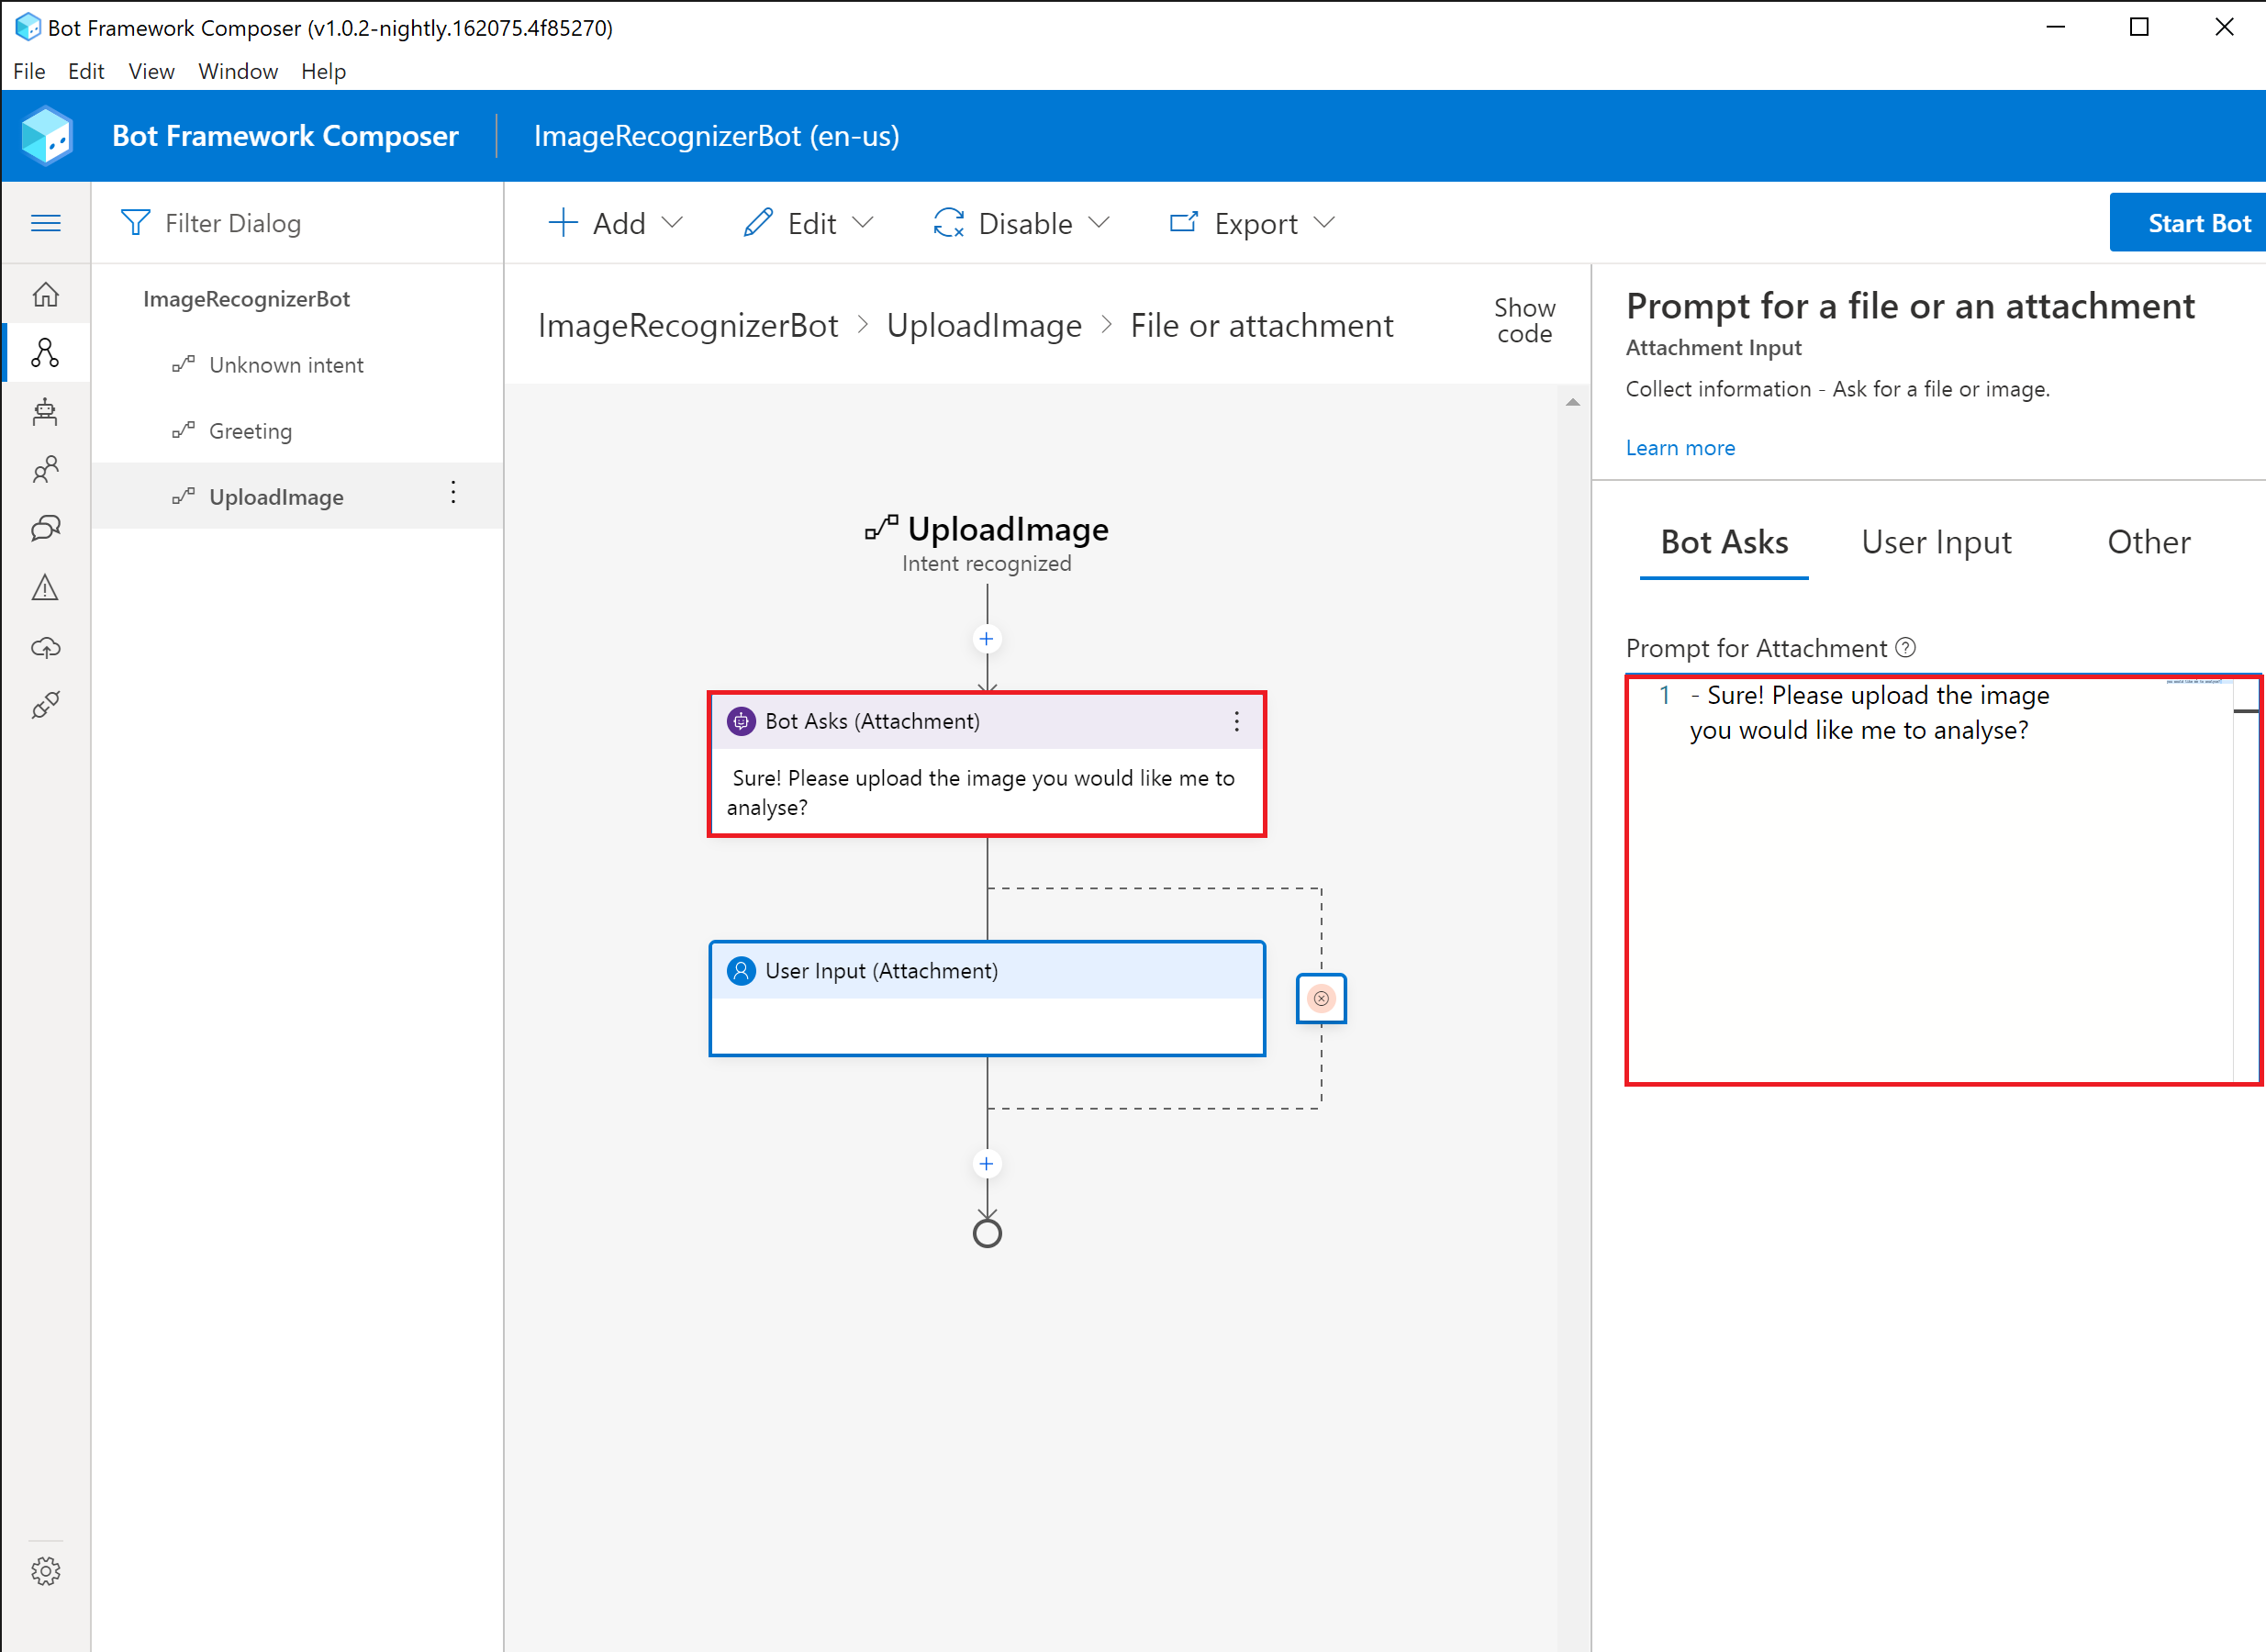 Bot Framework Composer (v1.0.2-nightly.162075.4f85270)
File Edit View Window Help
Bot Framework Composer ImageRecognizerBot (en-us)
Filter Dialog
Add Edit Disable Export Start Bot
ImageRecognizerBot
Unknown intent
Greeting
UploadImage
ImageRecognizerBot > UploadImage > File or attachment
Show
code
UploadImage
Intent recognized
Bot Asks (Attachment)
Sure! Please upload the image you would like me to
analyse?
User Input (Attachment)
Prompt for a file or an attachment
Attachment Input
Collect information - Ask for a file or image.
Learn more
Bot Asks User Input Other
Prompt for Attachment
1 - Sure! Please upload the image
you would like me to analyse?